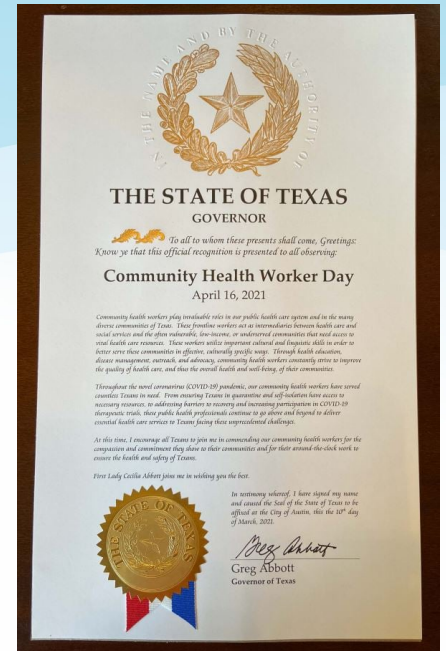 IN THE NAME AND BY THE AUTHORITY OF
THE STATE OF TEXAS
GOVERNOR
To all to whom these presents shall come, Greetings:
Know ye that this official recognition is presented to all observing:
Community Health Worker Day
April 16, 2021
Community health workers play invaluable roles in our public health care system and in the many
diverse communities of Texas. These frontline workers act as intermediaries between health care and
social services and the often vulnerable, low-income, or underserved communities that need access to
vital health care resources. These workers utilize important cultural and linguistic skills in order to
better serve these communities in effective, culturally specific ways. Through health education,
disease management, outreach, and advocacy, community health workers constantly strive to improve
the quality of health care, and thus the overall health and well-being, of their communities.
Throughout the novel coronavirus (COVID-19) pandemic, our community health workers have served
countless Texans in need. From ensuring Texans in quarantine and self-isolation have access to
necessary resources, to addressing barriers to recovery and increasing participation in COVID-19
therapeutic trials, these public health professionals continue to go above and beyond to deliver
essential health care services to Texans facing these unprecedented challenges.
At this time, I encourage all Texans to join me in commending our community health workers for the
compassion and commitment they show to their communities and for their around-the-clock work to
ensure the health and safety of Texans.
First Lady Cecilia Abbott joins me in wishing you the best.
In testimony whereof, I have signed my name
and caused the Seal of the State of Texas to be
affixed at the City of Austin, this the 10th day
of March, 2021.
THE STATE OF TEXAS
Greg Abbott
Greg Abbott
Governor of Texas